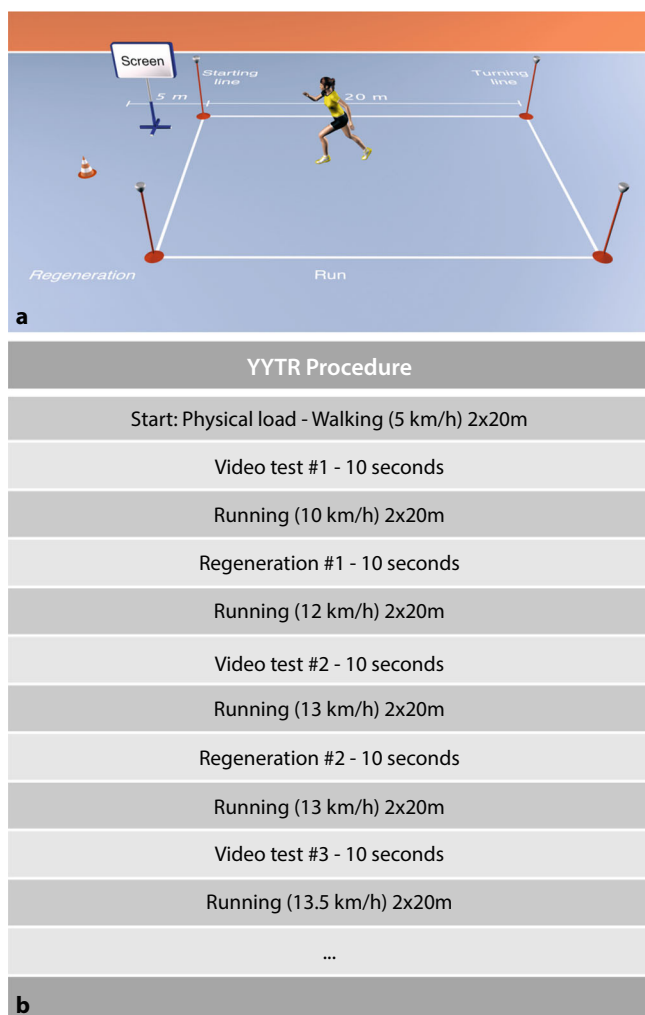 Screen
Starting
line
Turning
line
5 m
20 m
Regeneration
Run
a
YYTR Procedure
Start: Physical load - Walking (5 km/h) 2x20m
Video test #1 - 10 seconds
Running (10 km/h) 2x20m
Regeneration #1 - 10 seconds
Running (12 km/h) 2x20m
Video test #2 - 10 seconds
Running (13 km/h) 2x20m
Regeneration #2 - 10 seconds
Running (13 km/h) 2x20m
Video test #3 - 10 seconds
Running (13.5 km/h) 2x20m
...
b